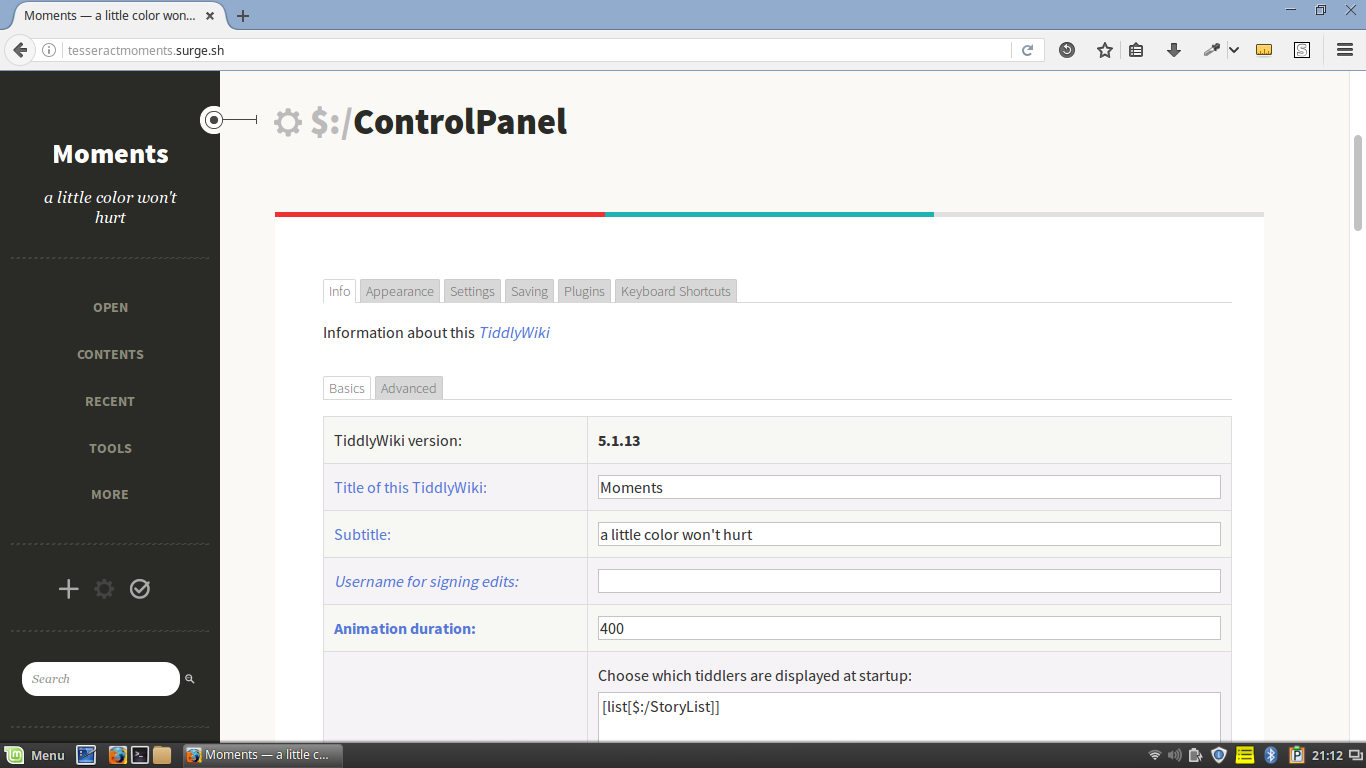 Moments — a little color won...
tesseractmoments.surge.sh
S
Moments
a little color won't
hurt
OPEN
CONTENTS
RECENT
TOOLS
MORE
Search
$:/ControlPanel
Info Appearance Settings Saving Plugins Keyboard Shortcuts
Information about this TiddlyWiki
Basics Advanced
TiddlyWiki version: 5.1.13
Title of this TiddlyWiki: Moments
Subtitle: a little color won't hurt
Username for signing edits:
Animation duration: 400
Choose which tiddlers are displayed at startup:
[list[$:/StoryList]]
Menu Moments — a little c... 21:12